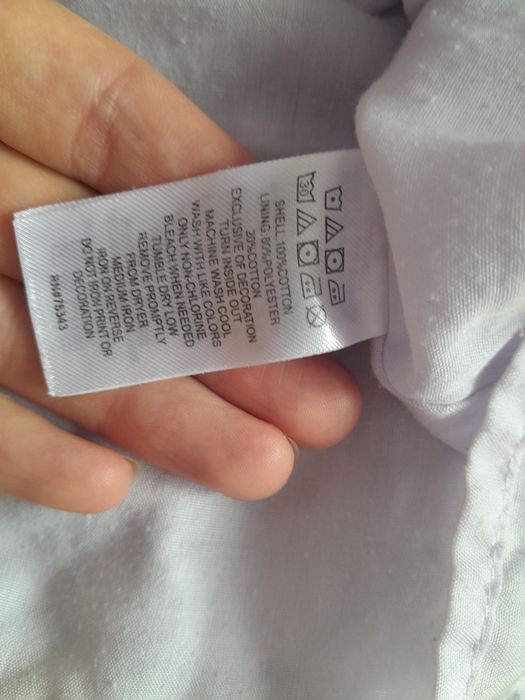 30
SHELL:100%COTTON
LINING: 80%POLYESTER
20%COTTON
EXCLUSIVE OF DECORATION
TURN INSIDE OUT
MACHINE WASH COOL
WASH WITH LIKE COLORS
ONLY NON-CHLORINE
BLEACH WHEN NEEDED
TUMBLE DRY LOW
REMOVE PROMPTLY
FROM DRYER
MEDIUM IRON
IRON ON REVERSE
DO NOT IRON PRINT OR
DECORATION
RN#75343